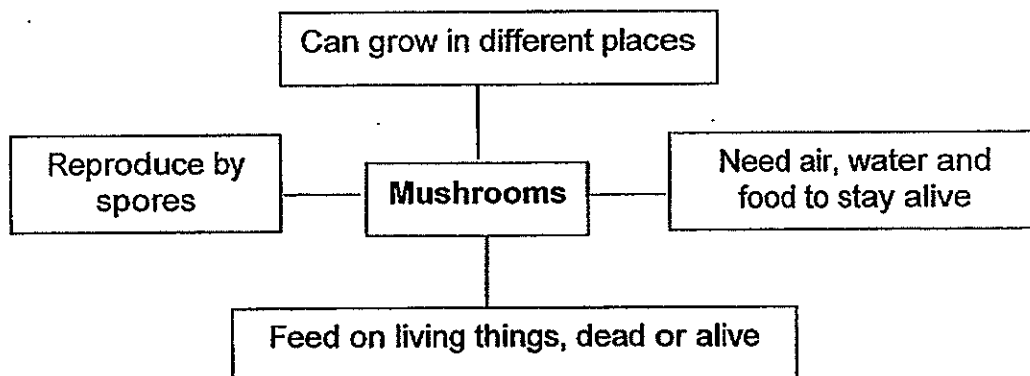 Can grow in different places
Reproduce by
spores
Mushrooms
Need air, water and
food to stay alive
Feed on living things, dead or alive